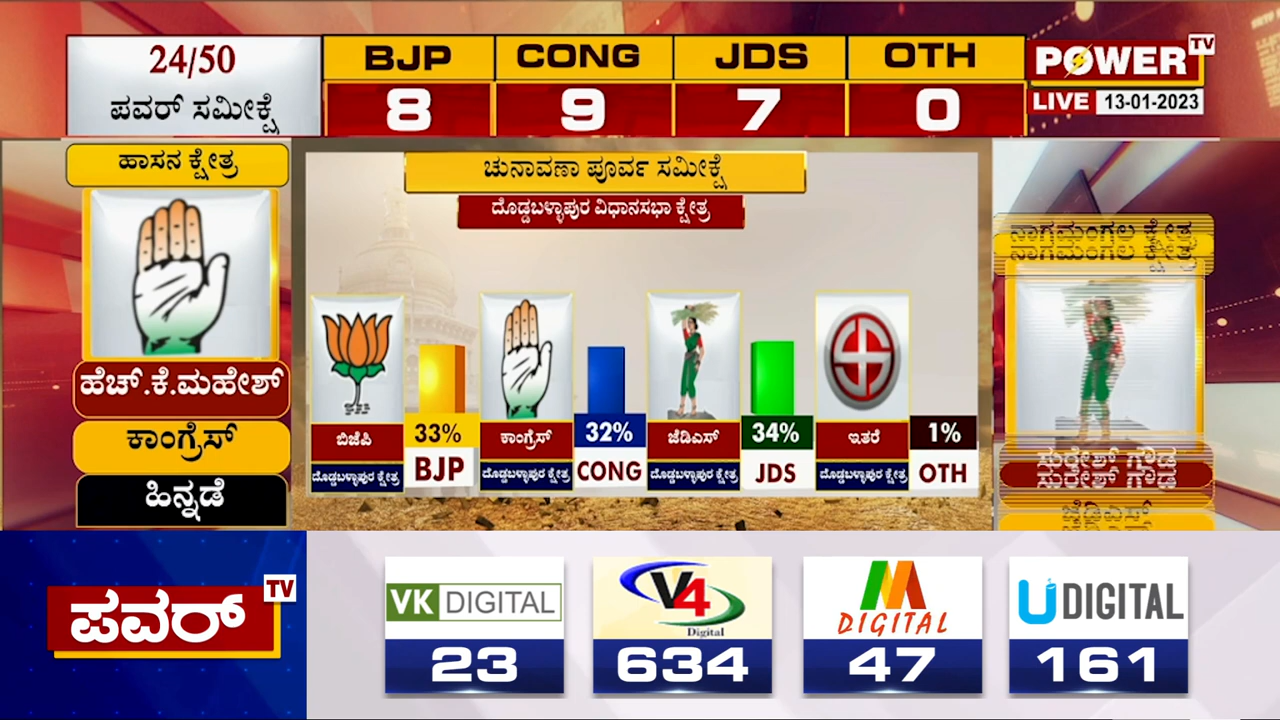 24/50
ಪವರ್ ಸಮೀಕ್ಷೆ
BJP
8
CONG
9
JDS
7
OTH
0
POWER TV
LIVE 13-01-2023
ಹಾಸನ ಕ್ಷೇತ್ರ
ಹೆಚ್.ಕೆ.ಮಹೇಶ್
ಕಾಂಗ್ರೆಸ್
ಹಿನ್ನಡೆ
ಚುನಾವಣಾ ಪೂರ್ವ ಸಮೀಕ್ಷೆ
ದೊಡ್ಡಬಳ್ಳಾಪುರ ವಿಧಾನಸಭಾ ಕ್ಷೇತ್ರ
ಬಿಜೆಪಿ
ದೊಡ್ಡಬಳ್ಳಾಪುರ ಕ್ಷೇತ್ರ
33%
BJP
ಕಾಂಗ್ರೆಸ್
ದೊಡ್ಡಬಳ್ಳಾಪುರ ಕ್ಷೇತ್ರ
32%
CONG
ಜೆಡಿಎಸ್
ದೊಡ್ಡಬಳ್ಳಾಪುರ ಕ್ಷೇತ್ರ
34%
JDS
ಇತರೆ
ದೊಡ್ಡಬಳ್ಳಾಪುರ ಕ್ಷೇತ್ರ
1%
OTH
ನಾಗಮಂಗಲ ಕ್ಷೇತ್ರ
ಸುರೇಶ್ ಗೌಡ
ಜೆಡಿಎಸ್
ಪವರ್ TV
VK DIGITAL
23
V4 Digital
634
M DIGITAL
47
U DIGITAL
161